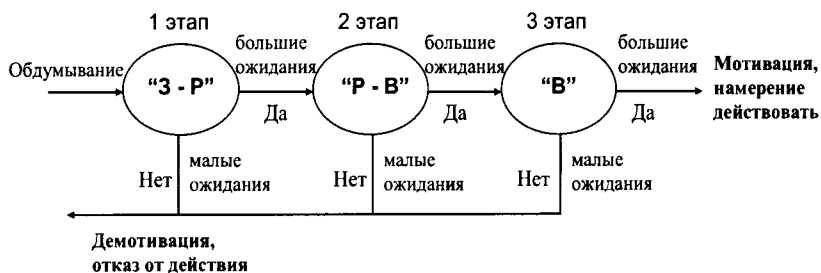 1 этап
2 этап
3 этап
Обдумывание
“З - Р”
большие
ожидания
Да
“Р - В”
большие
ожидания
Да
“В”
большие
ожидания
Да
Мотивация,
намерение
действовать
Нет
малые
ожидания
Нет
малые
ожидания
Нет
малые
ожидания
Демотивация,
отказ от действия